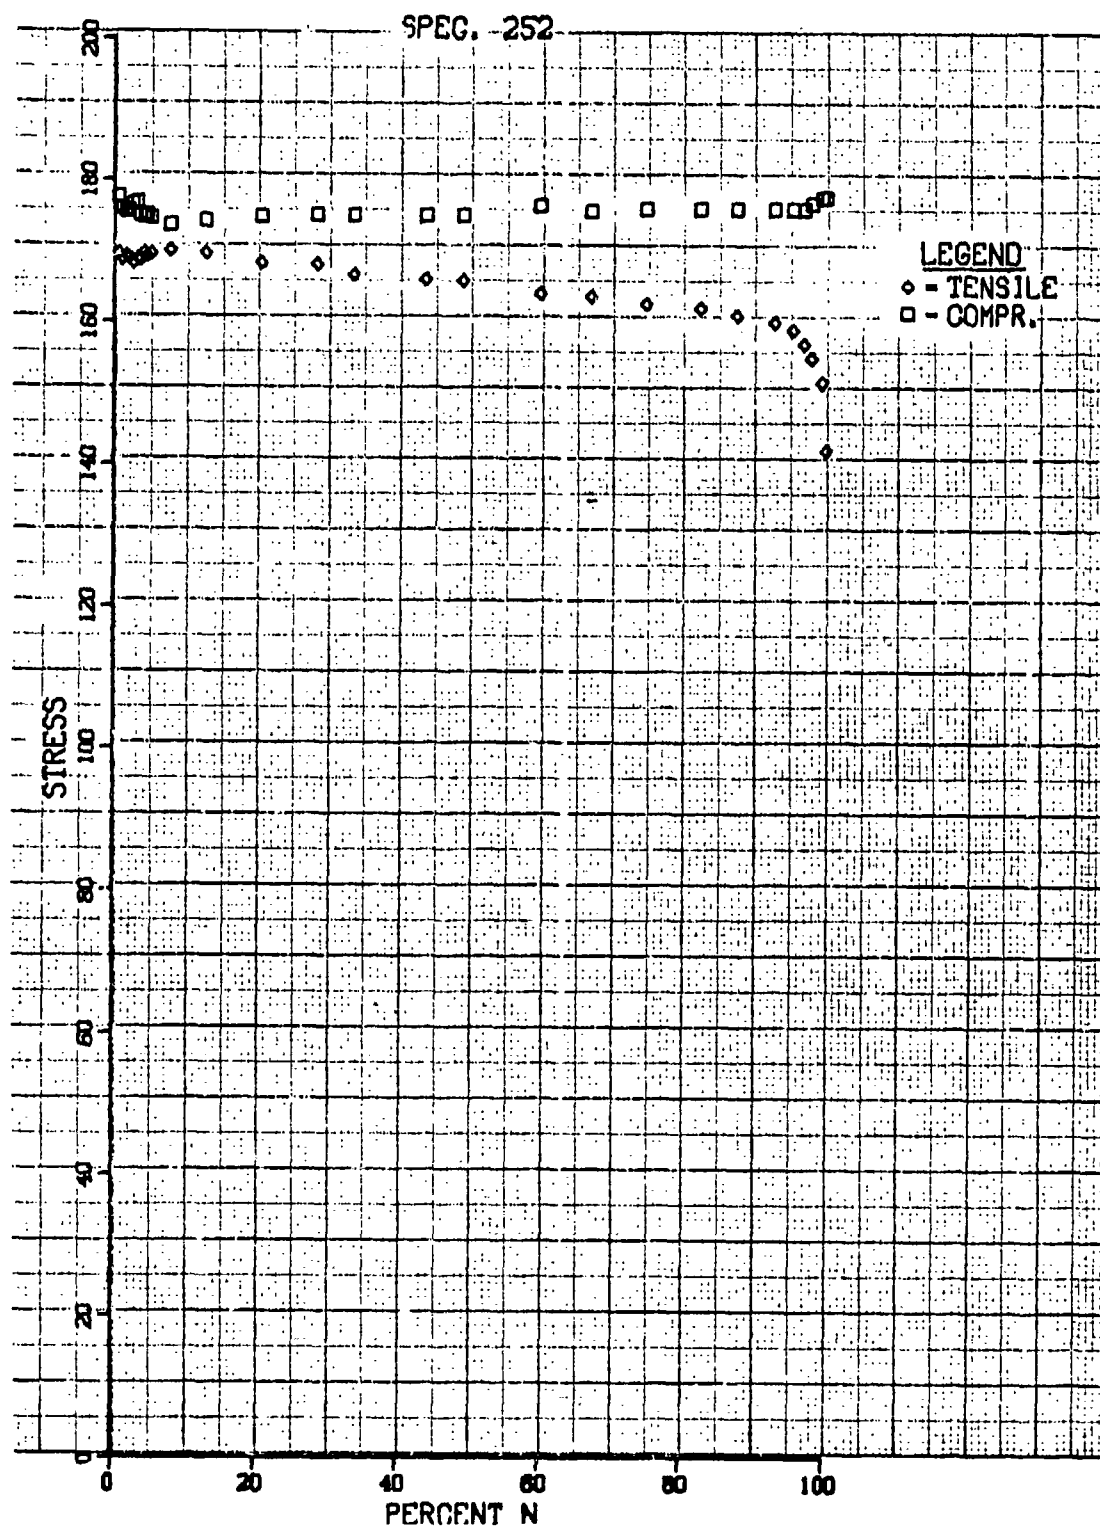 SPEC. 252
200
180
160
140
120
100
80
60
40
20
0
STRESS
LEGEND
◇ - TENSILE
□ - COMPR.
0 20 40 60 80 100
PERCENT N